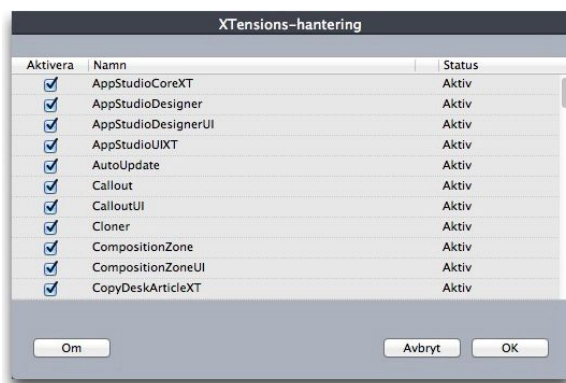 XTensions-hantering
Aktivera Namn Status
AppStudioCoreXT Aktiv
AppStudioDesigner Aktiv
AppStudioDesignerUI Aktiv
AppStudioUIXT Aktiv
AutoUpdate Aktiv
Callout Aktiv
CalloutUI Aktiv
Cloner Aktiv
CompositionZone Aktiv
CompositionZoneUI Aktiv
CopyDeskArticleXT Aktiv
Om Avbryt OK